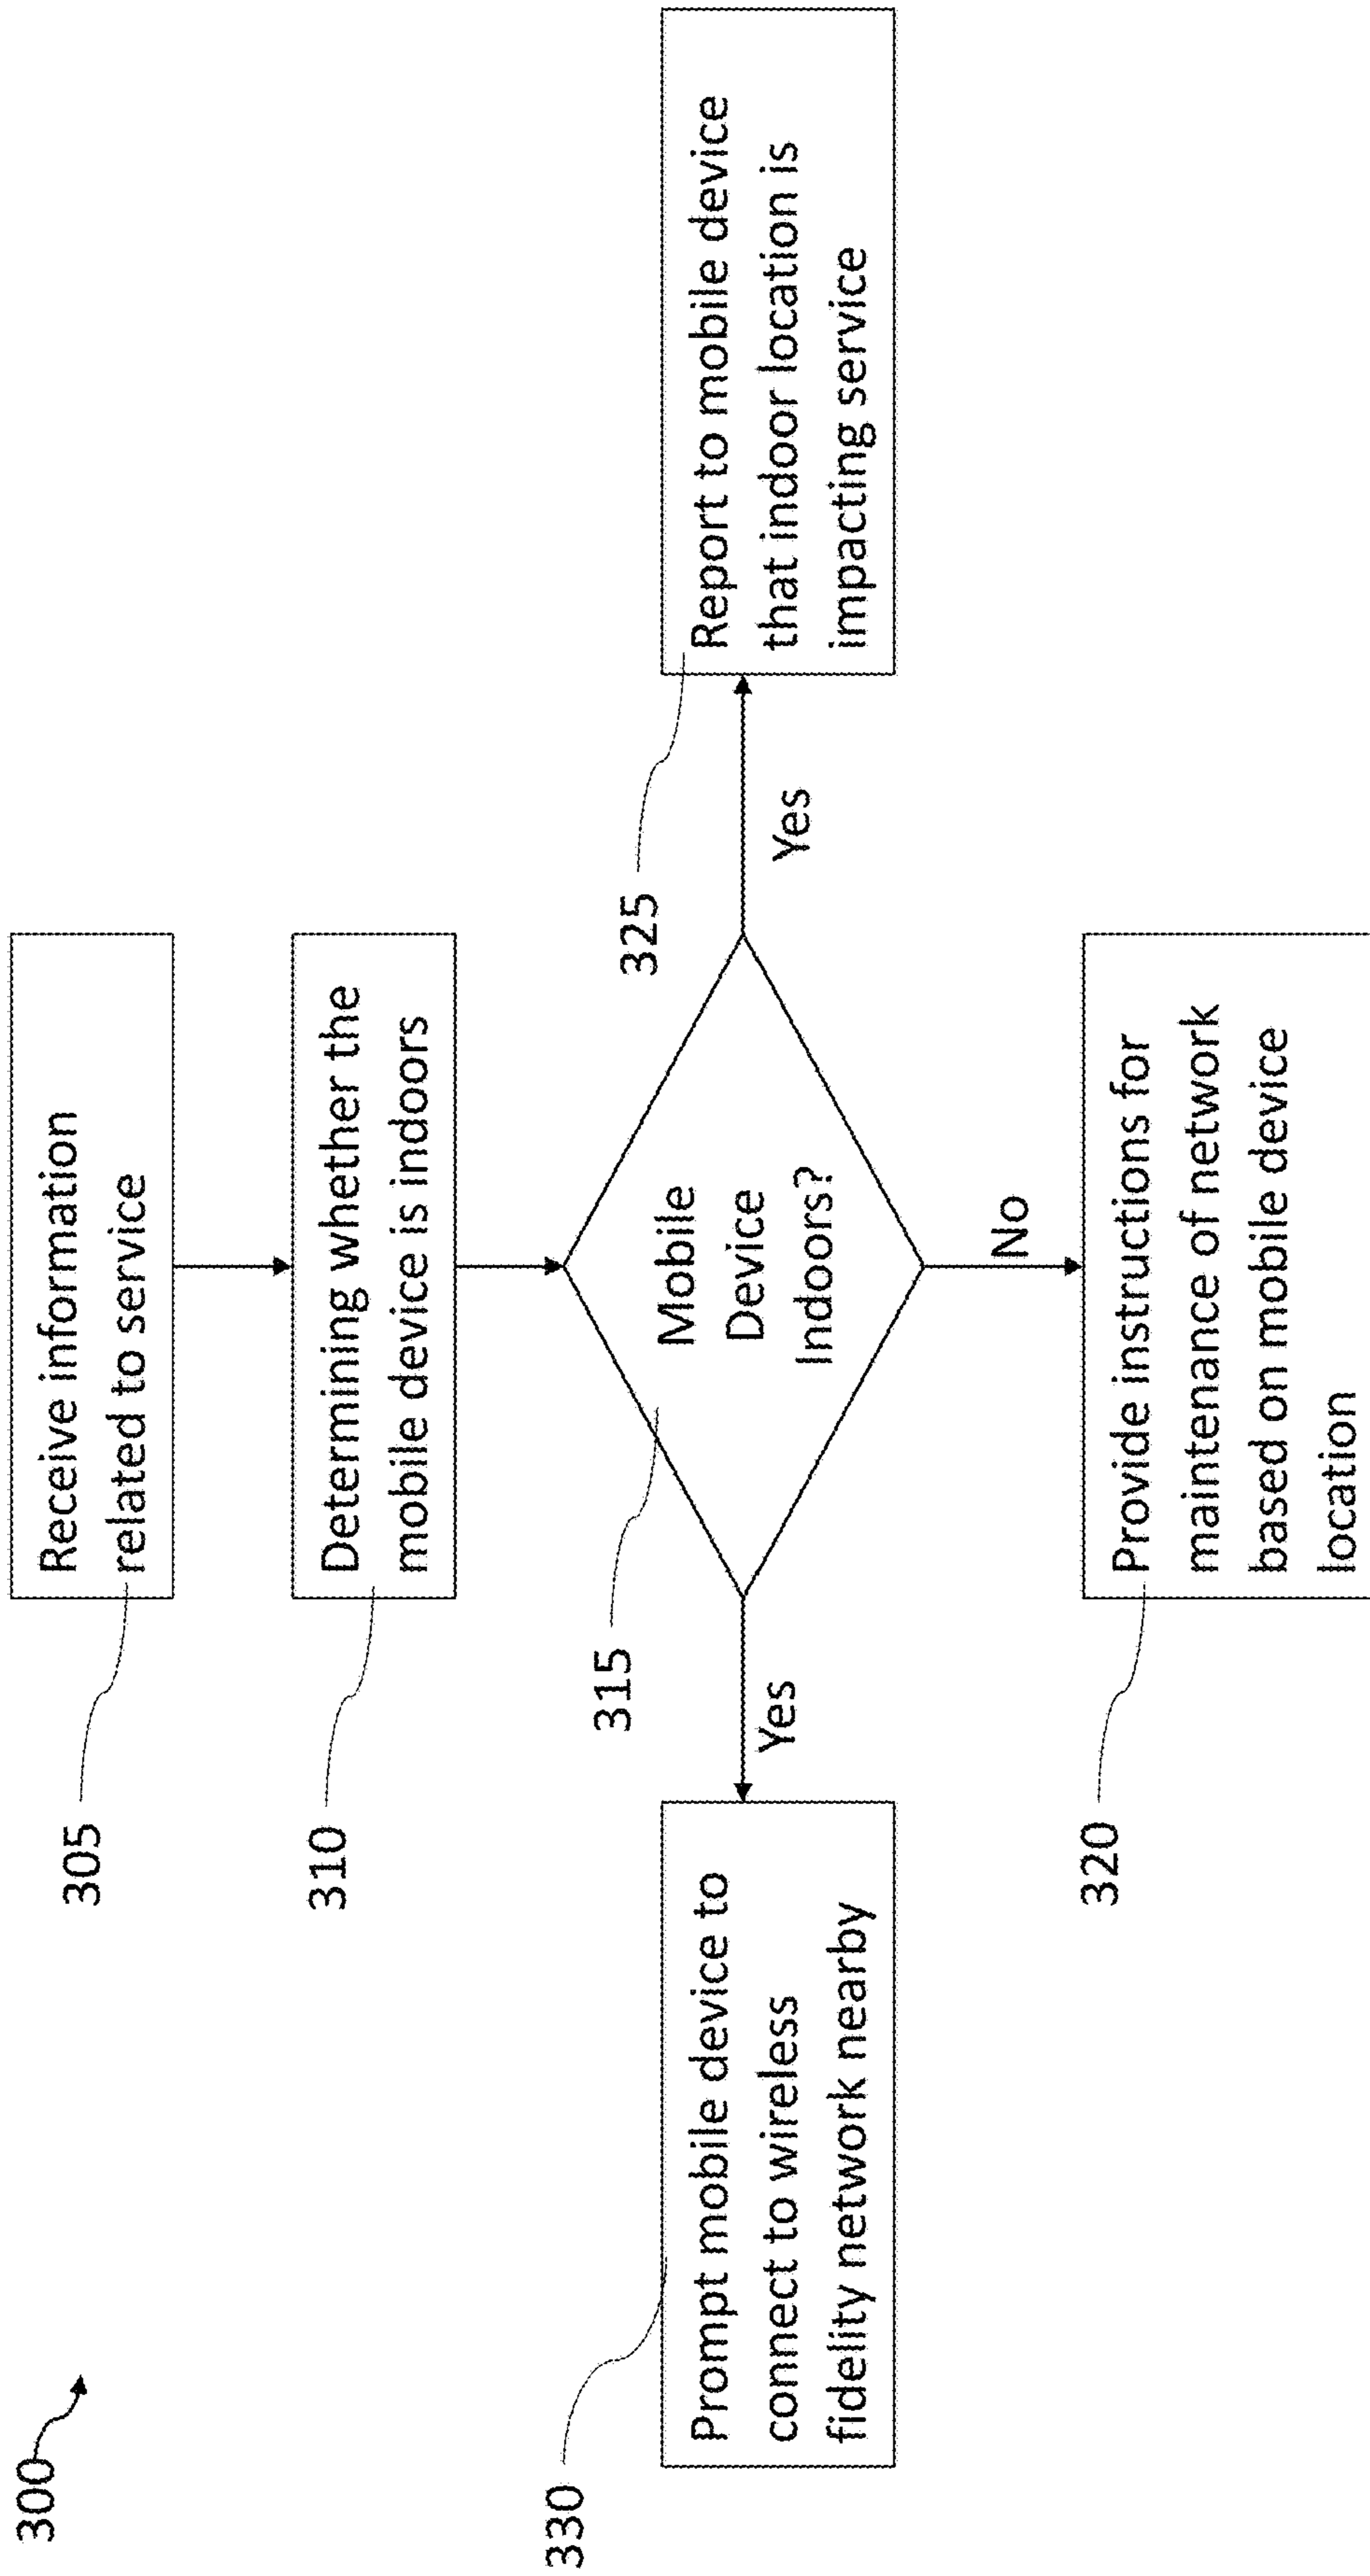 300
305
Receive information
related to service
310
Determining whether the
mobile device is indoors
315
Mobile
Device
Indoors?
Yes
330
Prompt mobile device to
connect to wireless
fidelity network nearby
Yes
325
Report to mobile device
that indoor location is
impacting service
No
320
Provide instructions for
maintenance of network
based on mobile device
location